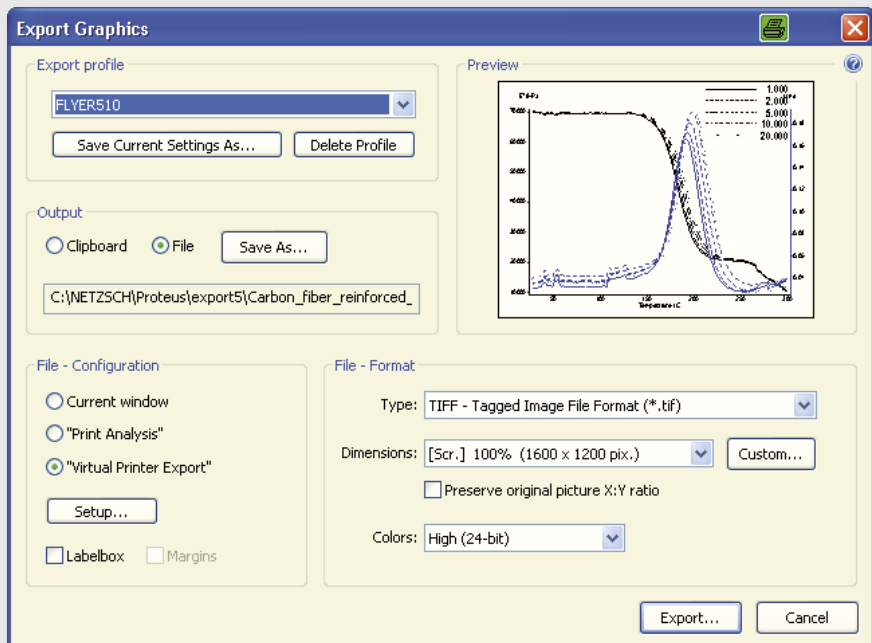 Export Graphics
Export profile
FLYER510
Save Current Settings As...
Delete Profile
Output
Clipboard
File
Save As...
C:\NETZSCH\Proteus\export5\Carbon_fiber_reinforced_
Preview
1.000
2.000
5.000
10.000
20.000
Temperature/ C
File - Configuration
Current window
"Print Analysis"
"Virtual Printer Export"
Setup...
Labelbox
Margins
File - Format
Type:
TIFF - Tagged Image File Format (*.tif)
Dimensions:
[Scr.] 100% (1600 x 1200 pix.)
Custom...
Preserve original picture X:Y ratio
Colors:
High (24-bit)
Export...
Cancel